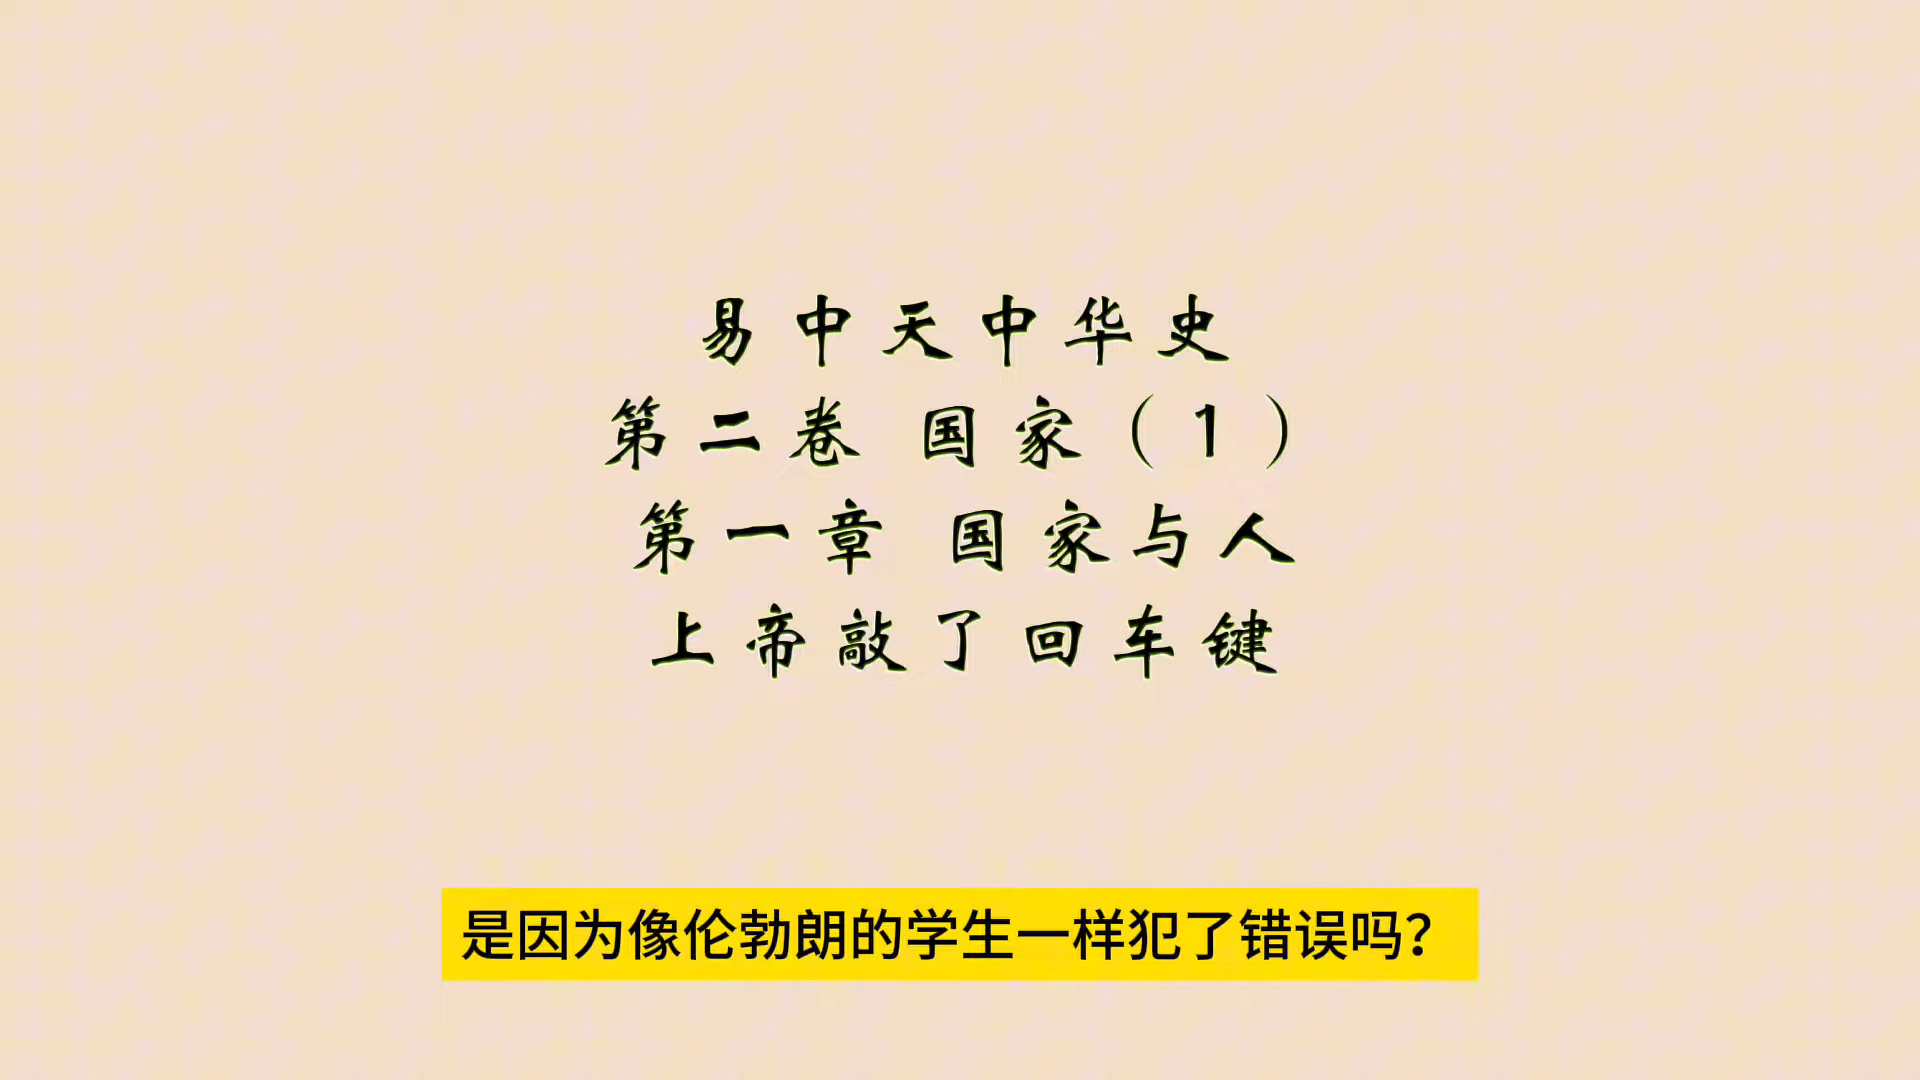 易中天中华史
第二卷 国家（1）
第一章 国家与人
上帝敲了回车键
是因为像伦勃朗的学生一样犯了错误吗？